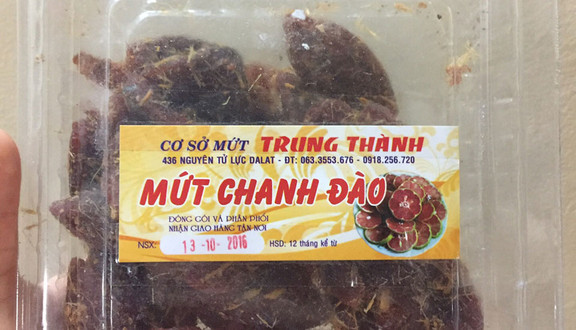 CƠ SỞ MỨT TRUNG THÀNH
436 NGUYÊN TỬ LỰC DALAT - ĐT: 063.3553.676 - 0918.256.720
MỨT CHANH ĐÀO
ĐÓNG GÓI VÀ PHÂN PHỐI
NHẬN GIAO HÀNG TẬN NƠI
NSX: 13-10-2016 HSD: 12 tháng kể từ